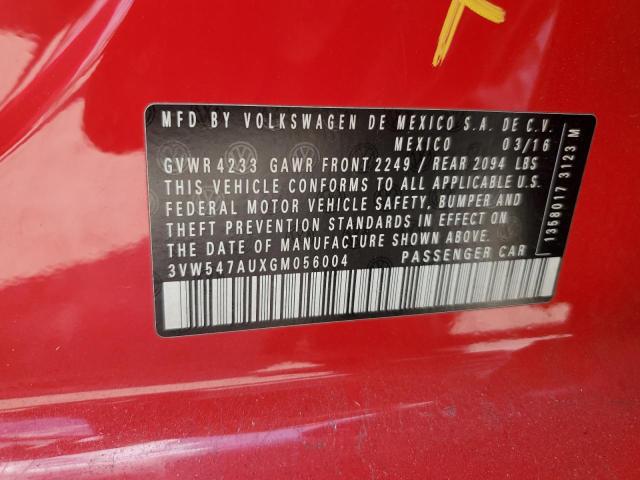 MFD BY VOLKSWAGEN DE MEXICO S.A. DE C.V.
MEXICO 03/16
GVWR 4233 GAWR FRONT 2249 / REAR 2094 LBS
THIS VEHICLE CONFORMS TO ALL APPLICABLE U.S.
FEDERAL MOTOR VEHICLE SAFETY, BUMPER AND
THEFT PREVENTION STANDARDS IN EFFECT ON
THE DATE OF MANUFACTURE SHOWN ABOVE.
3VW547AUXGM056004 PASSENGER CAR
1358017 3123 M